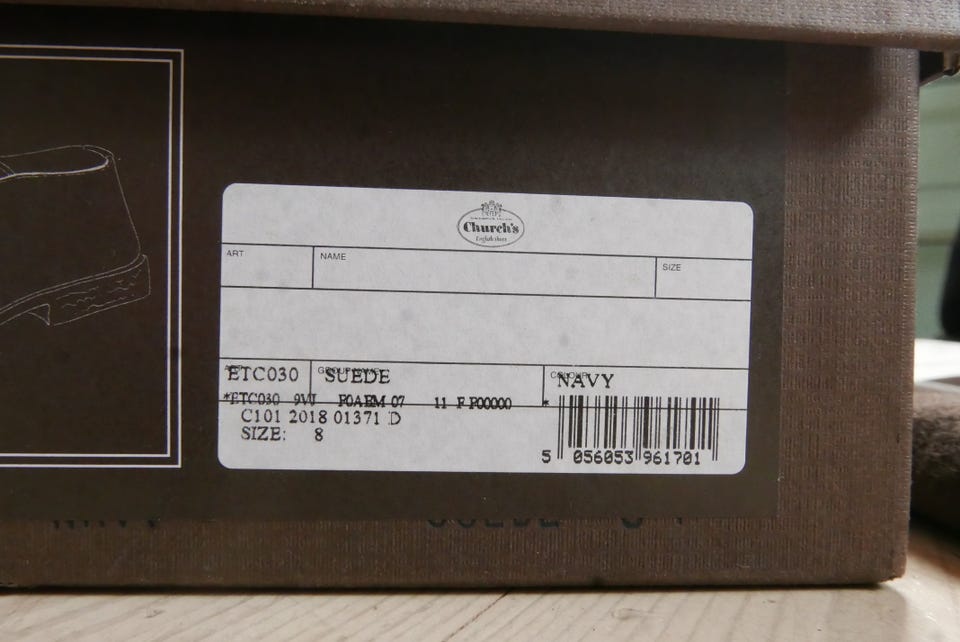 Church's
English shoes
ART NAME SIZE
ETC030 SUEDE NAVY
*ETC030 9VJ F0AEM 07 11 F F00000 *
C101 2018 01371 D
SIZE: 8
5 056053 961701